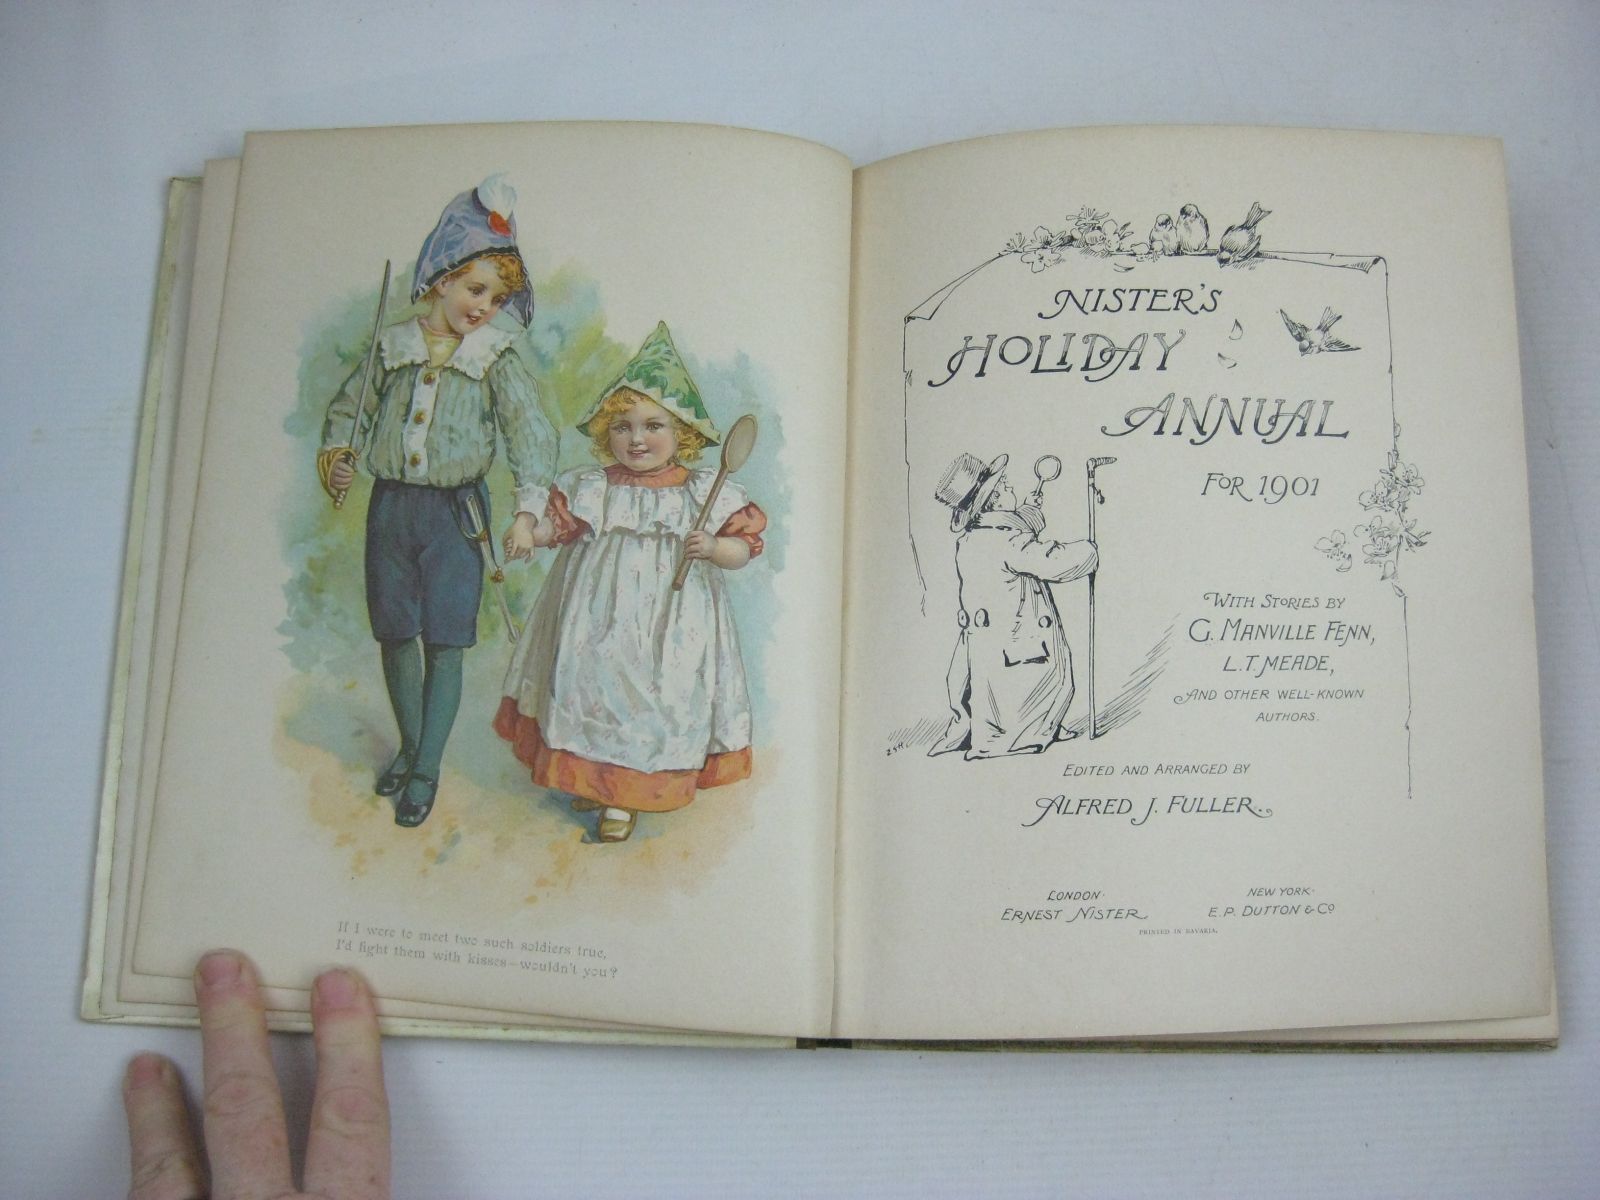 If I were to meet two such soldiers true,
I'd fight them with kisses—wouldn't you?
NISTER'S
HOLIDAY
ANNUAL
FOR 1901
WITH STORIES BY
G. MANVILLE FENN,
L. T. MEADE,
AND OTHER WELL-KNOWN
AUTHORS.
EDITED AND ARRANGED BY
ALFRED J. FULLER.
LONDON·
ERNEST NISTER
NEW YORK·
E. P. DUTTON & Co
PRINTED IN BAVARIA.